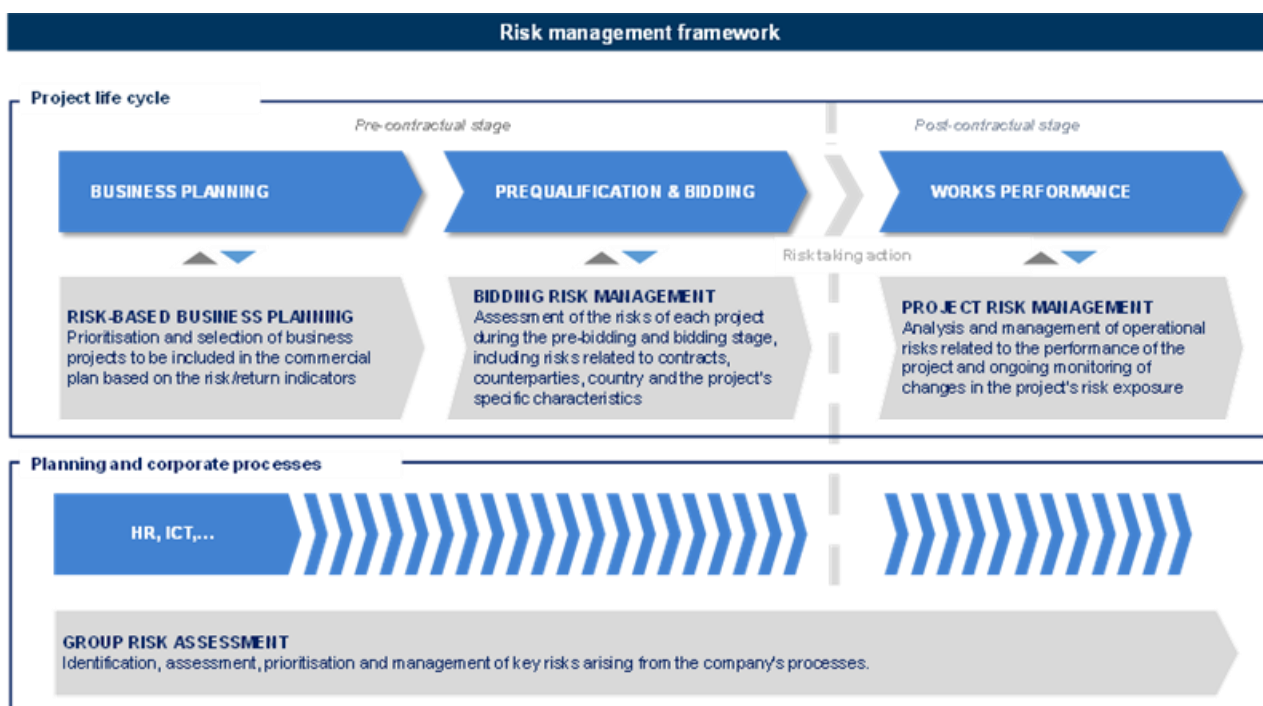 Risk management framework
Project life cycle
Pre-contractual stage
Post-contractual stage
BUSINESS PLANNING
PREQUALIFICATION & BIDDING
WORKS PERFORMANCE
Risk taking action
RISK-BASED BUSINESS PLANNING
Prioritisation and selection of business
projects to be included in the commercial
plan based on the risk/return indicators
BIDDING RISK MANAGEMENT
Assessment of the risks of each project
during the pre-bidding and bidding stage,
including risks related to contracts,
counterparties, country and the project's
specific characteristics
PROJECT RISK MANAGEMENT
Analysis and management of operational
risks related to the performance of the
project and ongoing monitoring of
changes in the project's risk exposure
Planning and corporate processes
HR, ICT,...
GROUP RISK ASSESSMENT
Identification, assessment, prioritisation and management of key risks arising from the company's processes.